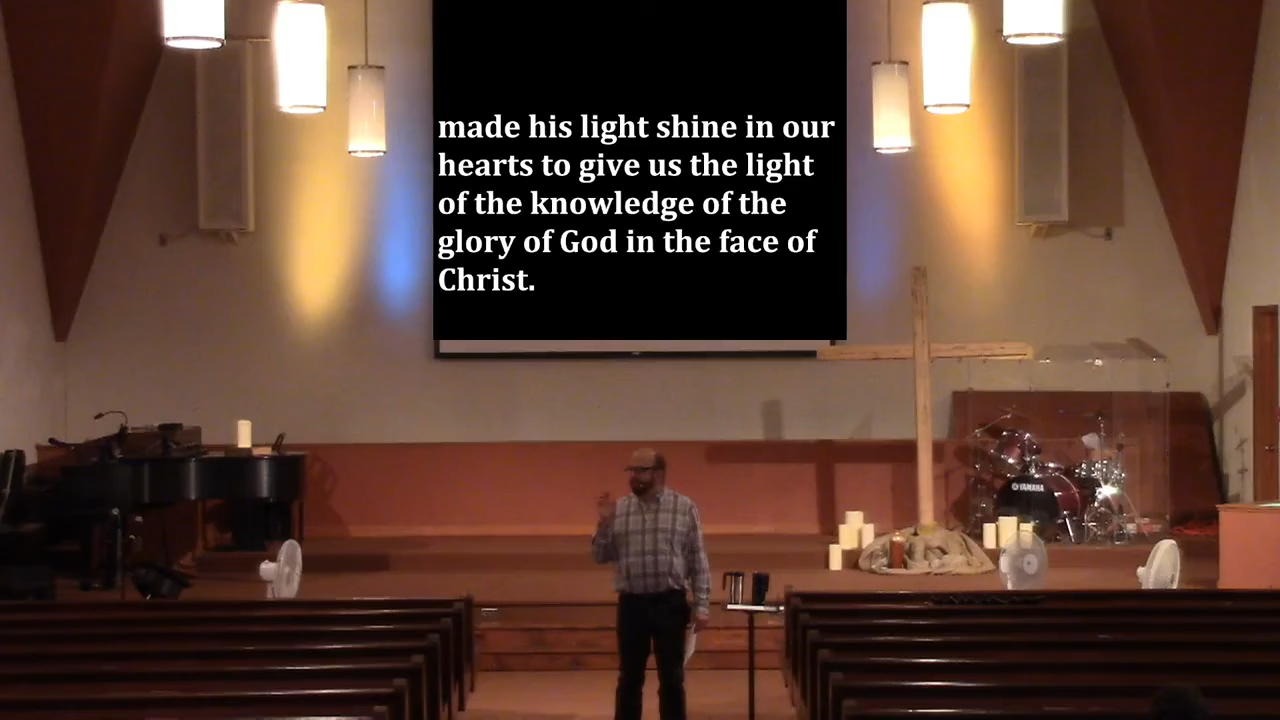 made his light shine in our
hearts to give us the light
of the knowledge of the
glory of God in the face of
Christ.
YAMAHA